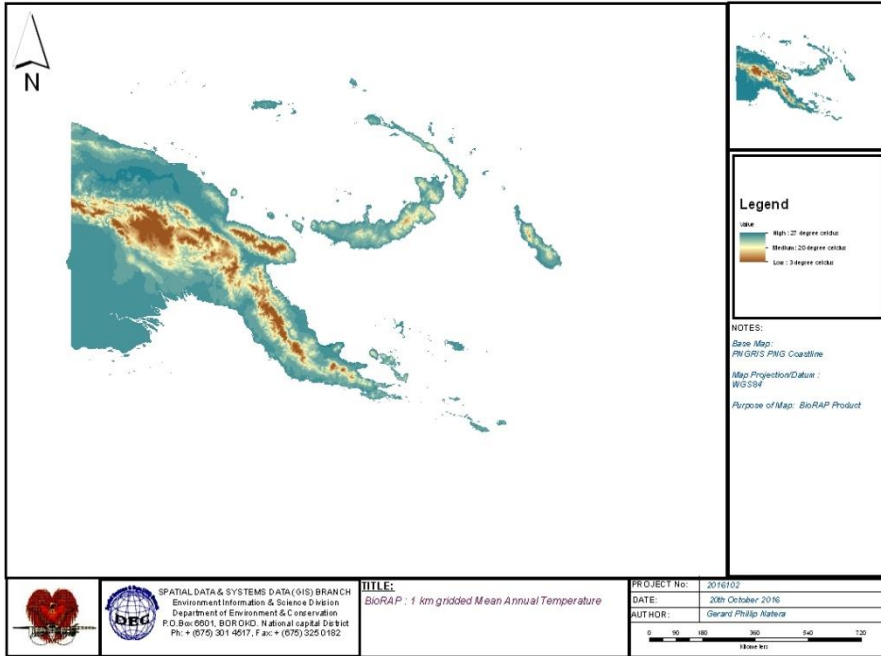 N
Legend
Value
High : 27 degree celcius
Medium : 20 degree celcius
Low : 3 degree celcius
NOTES:
Base Map:
PNGRIS PNG Coastline
Map Projection/Datum :
WGS84
Purpose of Map: BioRAP Product
DEC
SPATIAL DATA & SYSTEMS DATA(GIS) BRANCH
Environment Information & Science Division
Department of Environment & Conservation
P.O.Box 6601, BOROKO. National capital District
Ph: + (675) 301 4517, Fax: + (675) 325 0182
TITLE:
BioRAP : 1 km gridded Mean Annual Temperature
PROJECT No: 2016102
DATE: 20th October 2016
AUTHOR: Gerard Phillip Natera
0 90 180 360 540 720
Kilometers